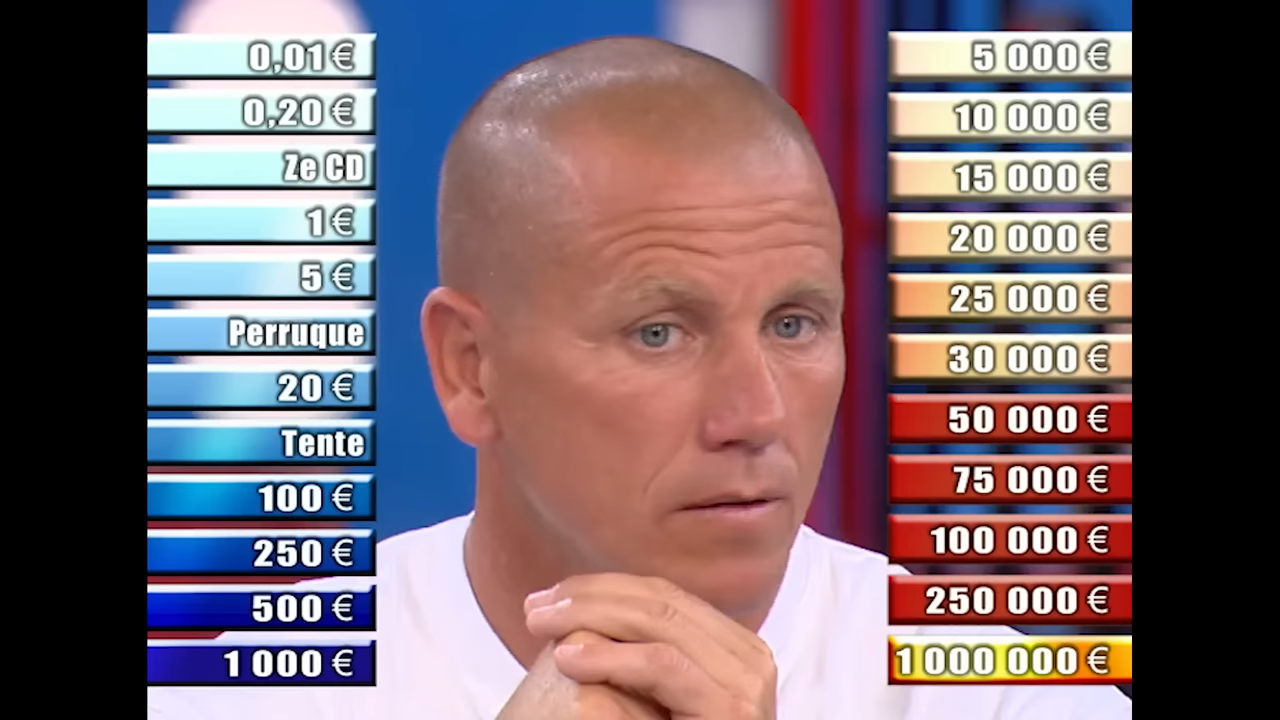 0,01 €
0,20 €
Ze CD
1 €
5 €
Perruque
20 €
Tente
100 €
250 €
500 €
1 000 €
5 000 €
10 000 €
15 000 €
20 000 €
25 000 €
30 000 €
50 000 €
75 000 €
100 000 €
250 000 €
1 000 000 €